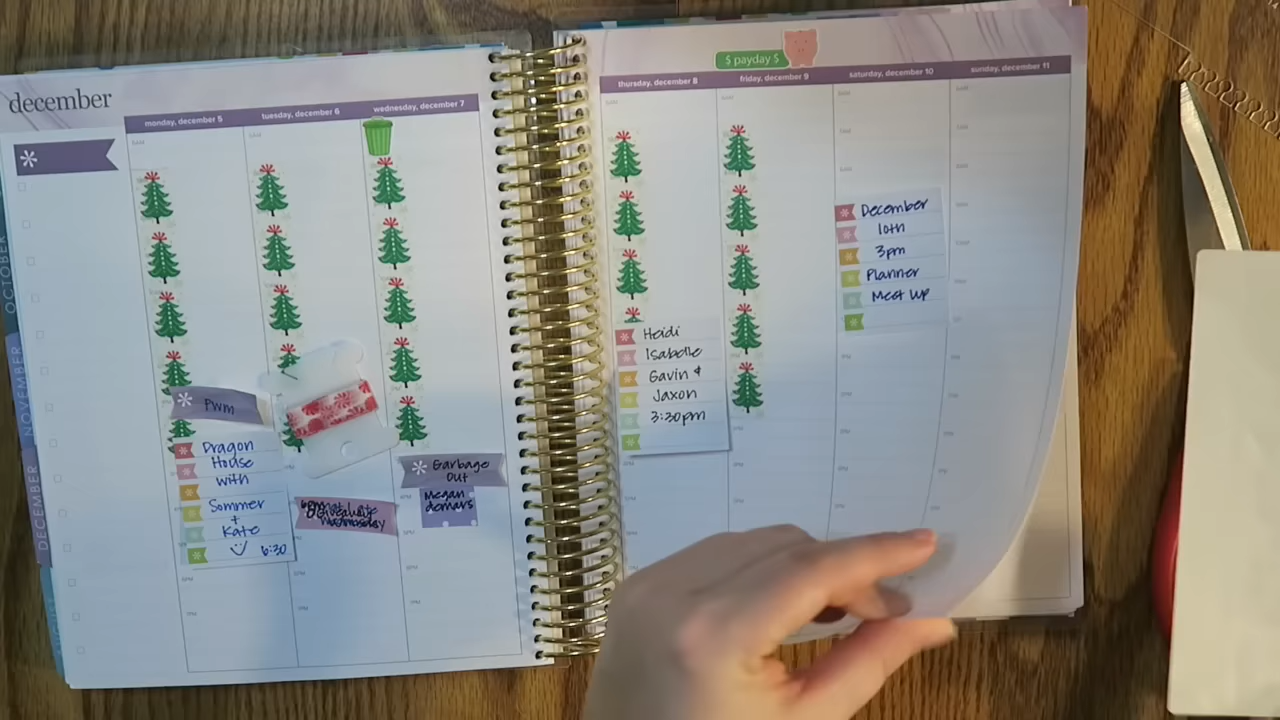 december
monday, december 5
tuesday, december 6
wednesday, december 7
PWM
Dragon
House
with
Sommer
+
Kate
6:30
Garbage
Out
Megan
demars
OCTOBER
NOVEMBER
DECEMBER
$ payday $
thursday, december 8
friday, december 9
saturday, december 10
sunday, december 11
Heidi
Isabelle
Gavin &
Jaxon
3:30pm
December
10th
3pm
Planner
Meet Up